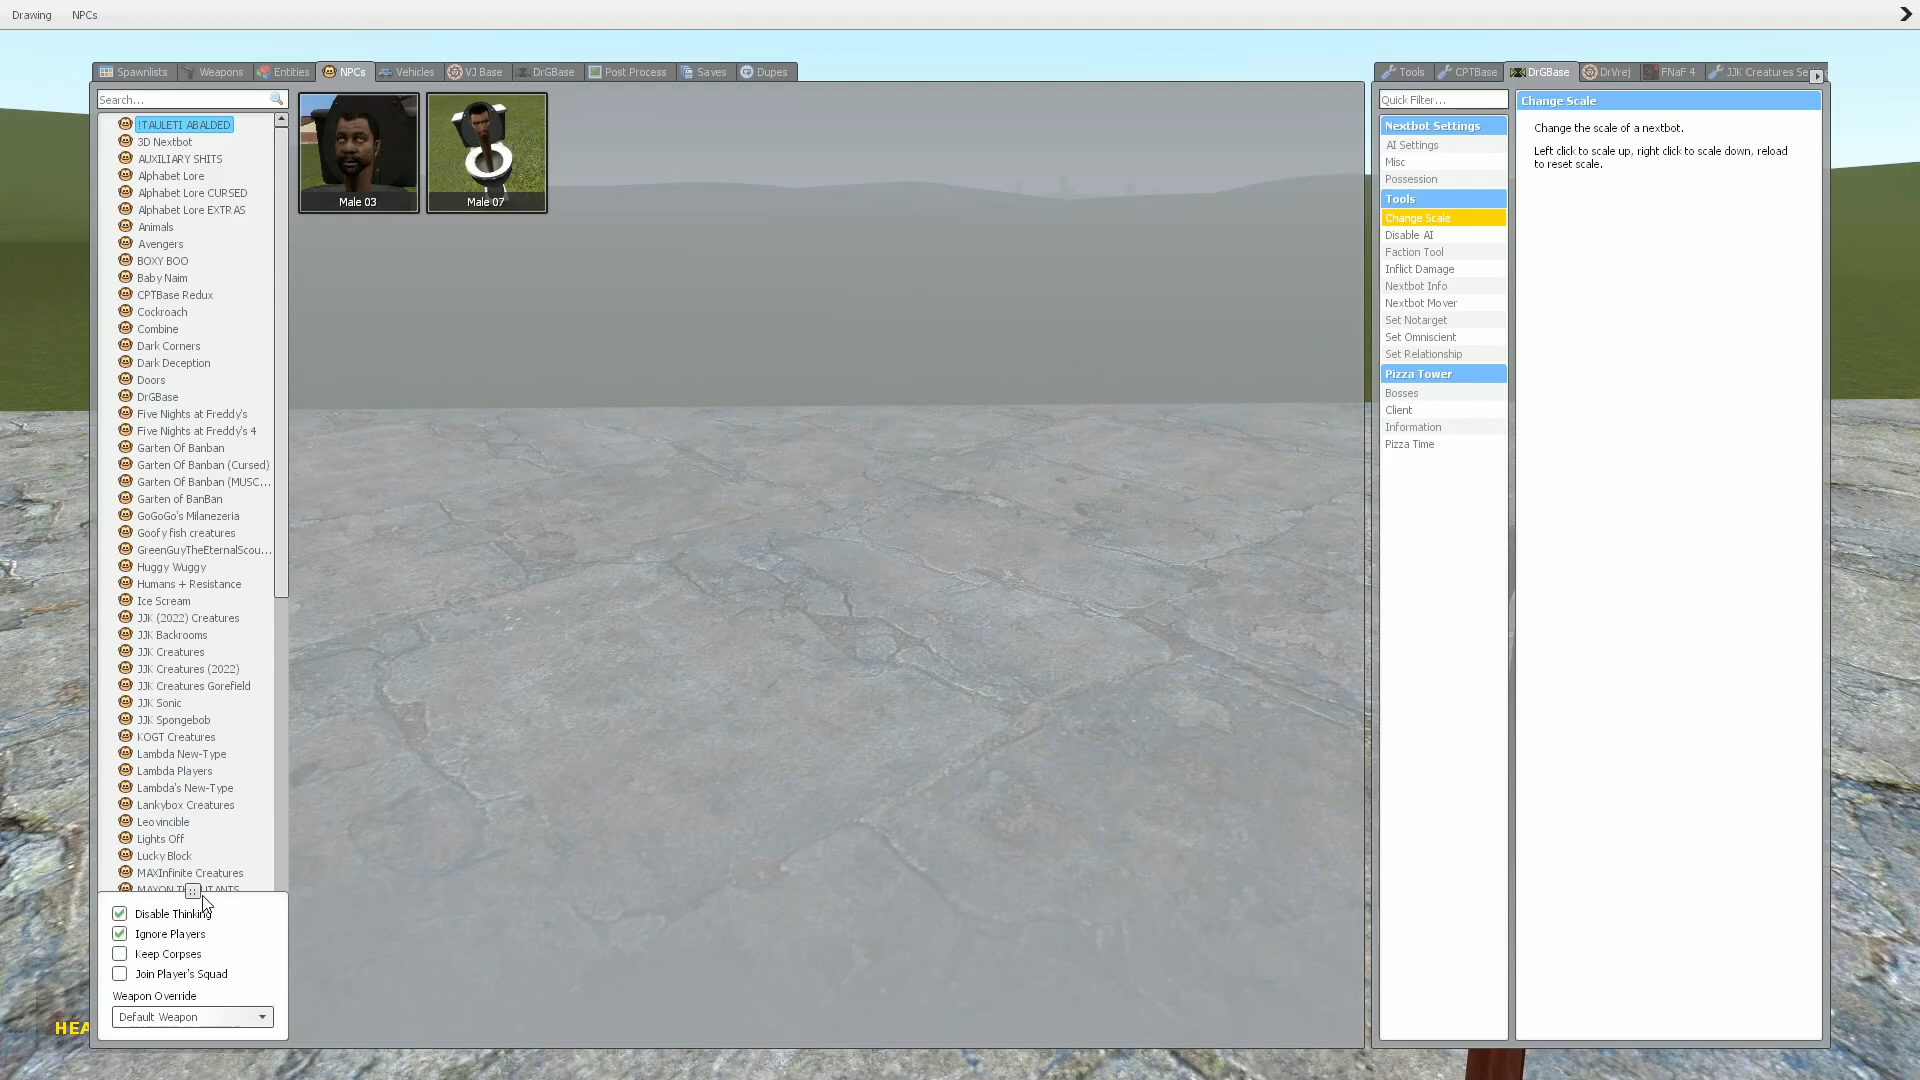 Drawing NPCs
Spawnlists Weapons Entities NPCs Vehicles VJ Base DrGBase Post Process Saves Dupes
Search...
!TAULETI ABALDED
3D Nextbot
AUXILIARY SHITS
Alphabet Lore
Alphabet Lore CURSED
Alphabet Lore EXTRAS
Animals
Avengers
BOXY BOO
Baby Naim
CPTBase Redux
Cockroach
Combine
Dark Corners
Dark Deception
Doors
DrGBase
Five Nights at Freddy's
Five Nights at Freddy's 4
Garten Of Banban
Garten Of Banban (Cursed)
Garten Of Banban (MUSC...
Garten of BanBan
GoGoGo's Milanezeria
Goofy fish creatures
GreenGuyTheEternalScou...
Huggy Wuggy
Humans + Resistance
Ice Scream
JJK (2022) Creatures
JJK Backrooms
JJK Creatures
JJK Creatures (2022)
JJK Creatures Gorefield
JJK Sonic
JJK Spongebob
KOGT Creatures
Lambda New-Type
Lambda Players
Lambda's New-Type
Lankybox Creatures
Leovincible
Lights Off
Lucky Block
MAXInfinite Creatures
Disable Thinking
Ignore Players
Keep Corpses
Join Player's Squad
Weapon Override
Default Weapon
HEA
Male 03
Male 07
Tools CPTBase DrGBase DrVrej FNaF 4 JJK Creatures
Quick Filter...
Nextbot Settings
AI Settings
Misc
Possession
Tools
Change Scale
Disable AI
Faction Tool
Inflict Damage
Nextbot Info
Nextbot Mover
Set Notarget
Set Omniscient
Set Relationship
Pizza Tower
Bosses
Client
Information
Pizza Time
Change Scale
Change the scale of a nextbot.
Left click to scale up, right click to scale down, reload
to reset scale.